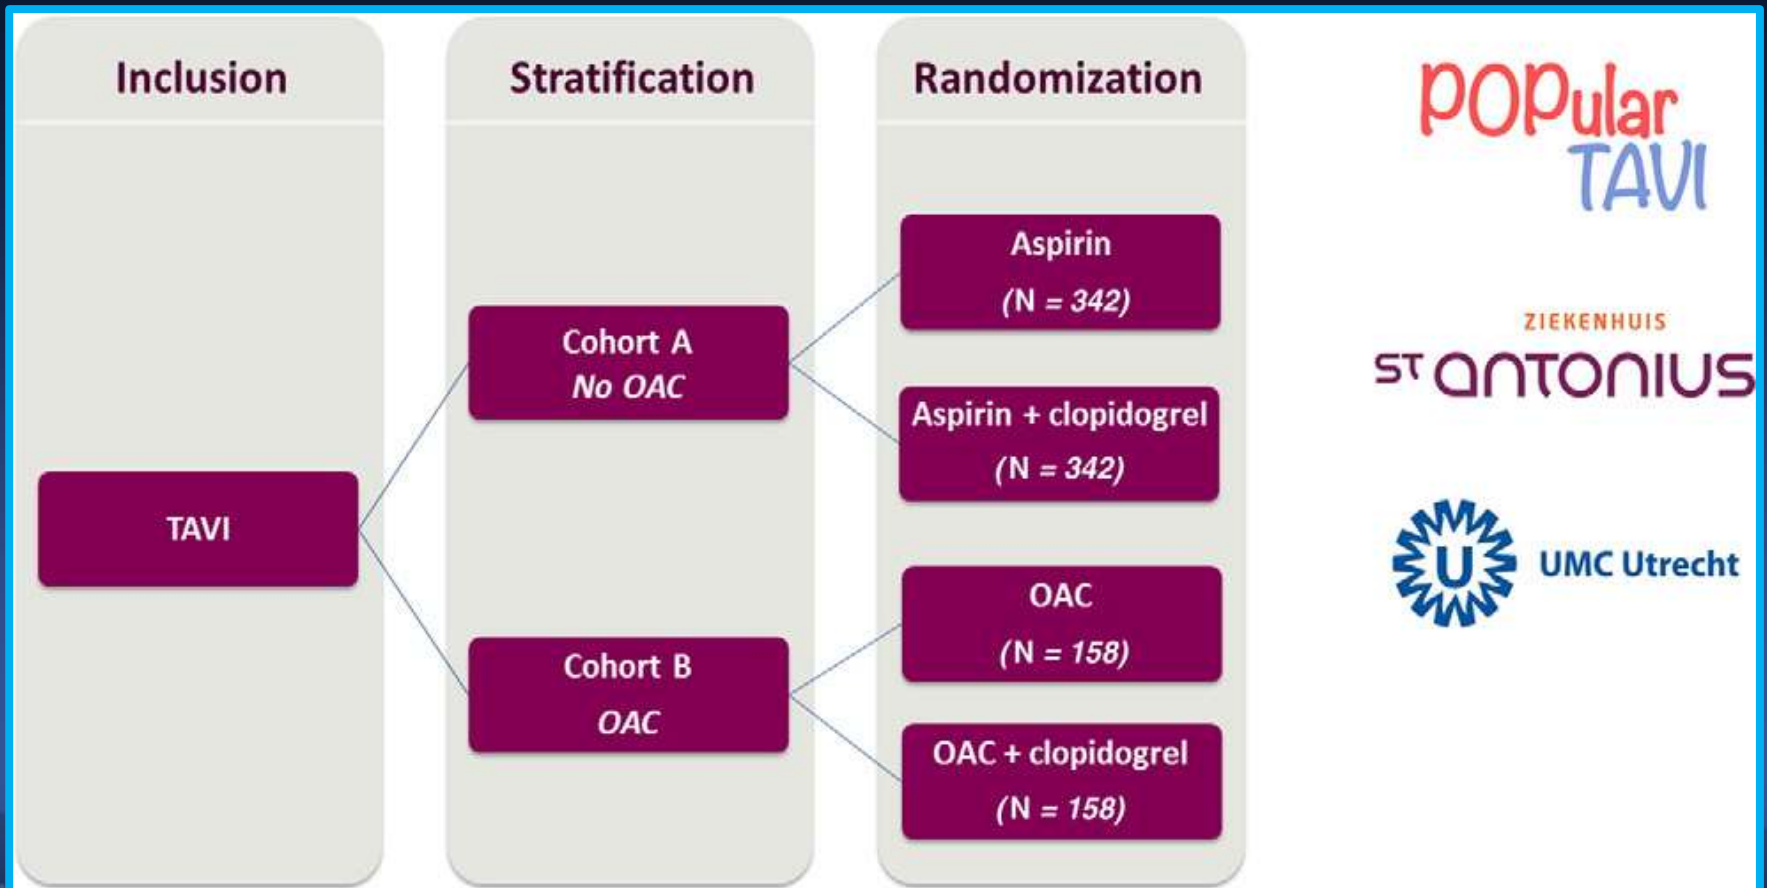 Inclusion
Stratification
Randomization
TAVI
Cohort A
No OAC
Cohort B
OAC
Aspirin
(N = 342)
Aspirin + clopidogrel
(N = 342)
OAC
(N = 158)
OAC + clopidogrel
(N = 158)
POPular
TAVI
ZIEKENHUIS
ST ANTONIUS
U
UMC Utrecht